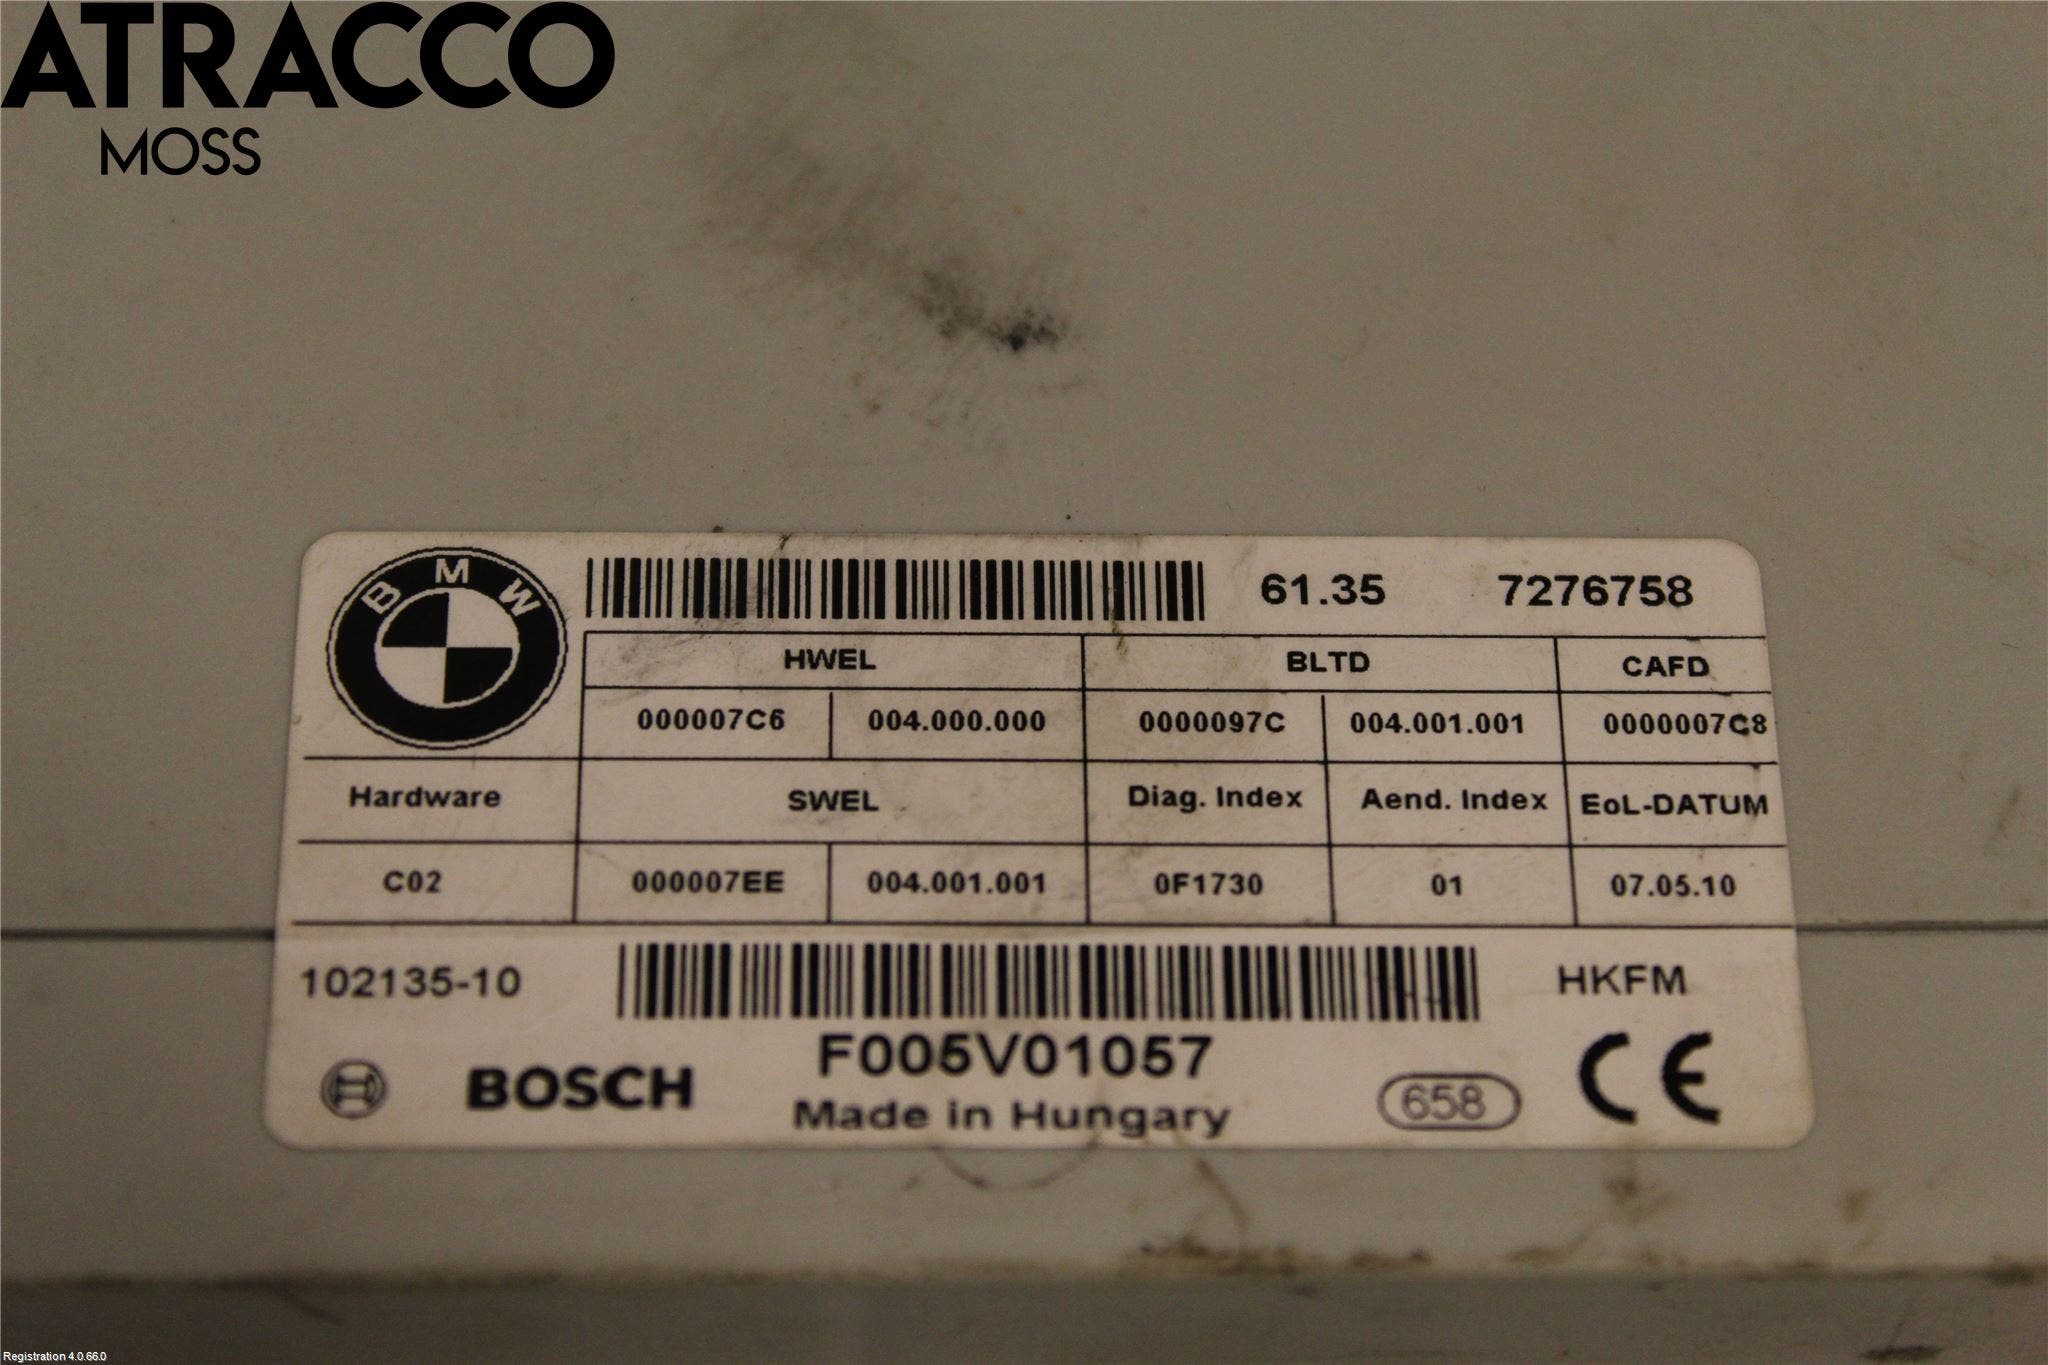 ATRACCO
MOSS
BMW
61.35 7276758
HWEL BLTD CAFD
000007C6 004.000.000 0000097C 004.001.001 0000007C8
Hardware SWEL Diag. Index Aend. Index EoL-DATUM
C02 000007EE 004.001.001 0F1730 01 07.05.10
102135-10 HKFM
F005V01057
BOSCH Made in Hungary 658 CE
Registration 4.0.66.0